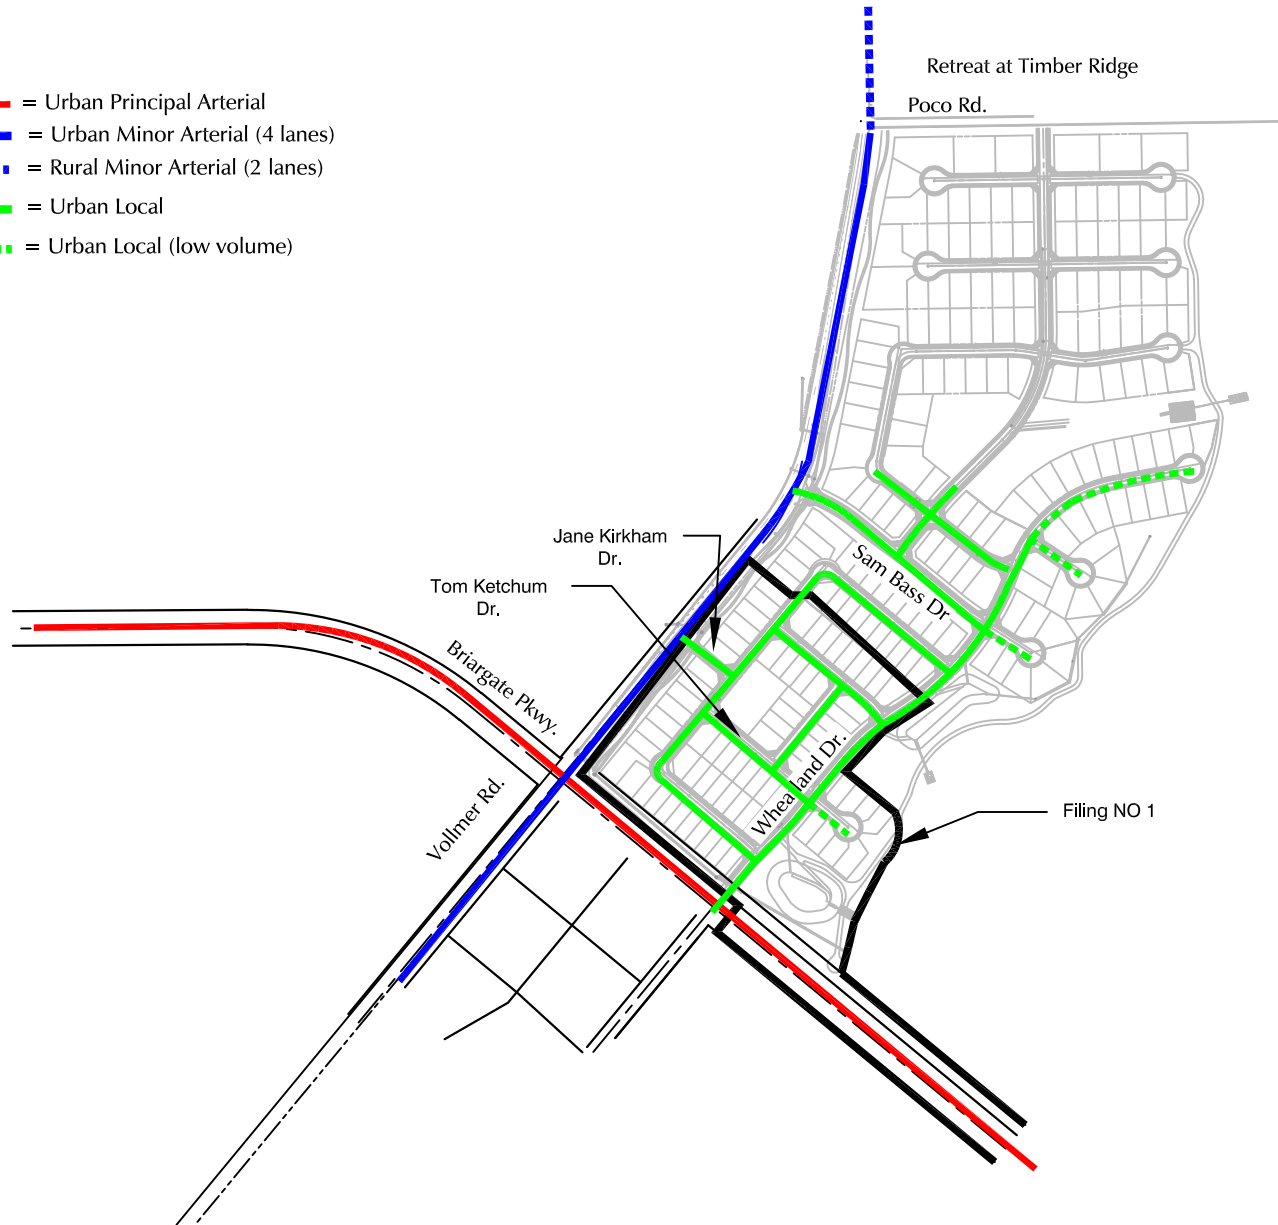 Retreat at Timber Ridge
Poco Rd.
= Urban Principal Arterial
= Urban Minor Arterial (4 lanes)
= Rural Minor Arterial (2 lanes)
= Urban Local
= Urban Local (low volume)
Jane Kirkham
Dr.
Tom Ketchum
Dr.
Sam Bass Dr
Briargate Pkwy.
Vollmer Rd.
Wheatland Dr.
Filing NO 1